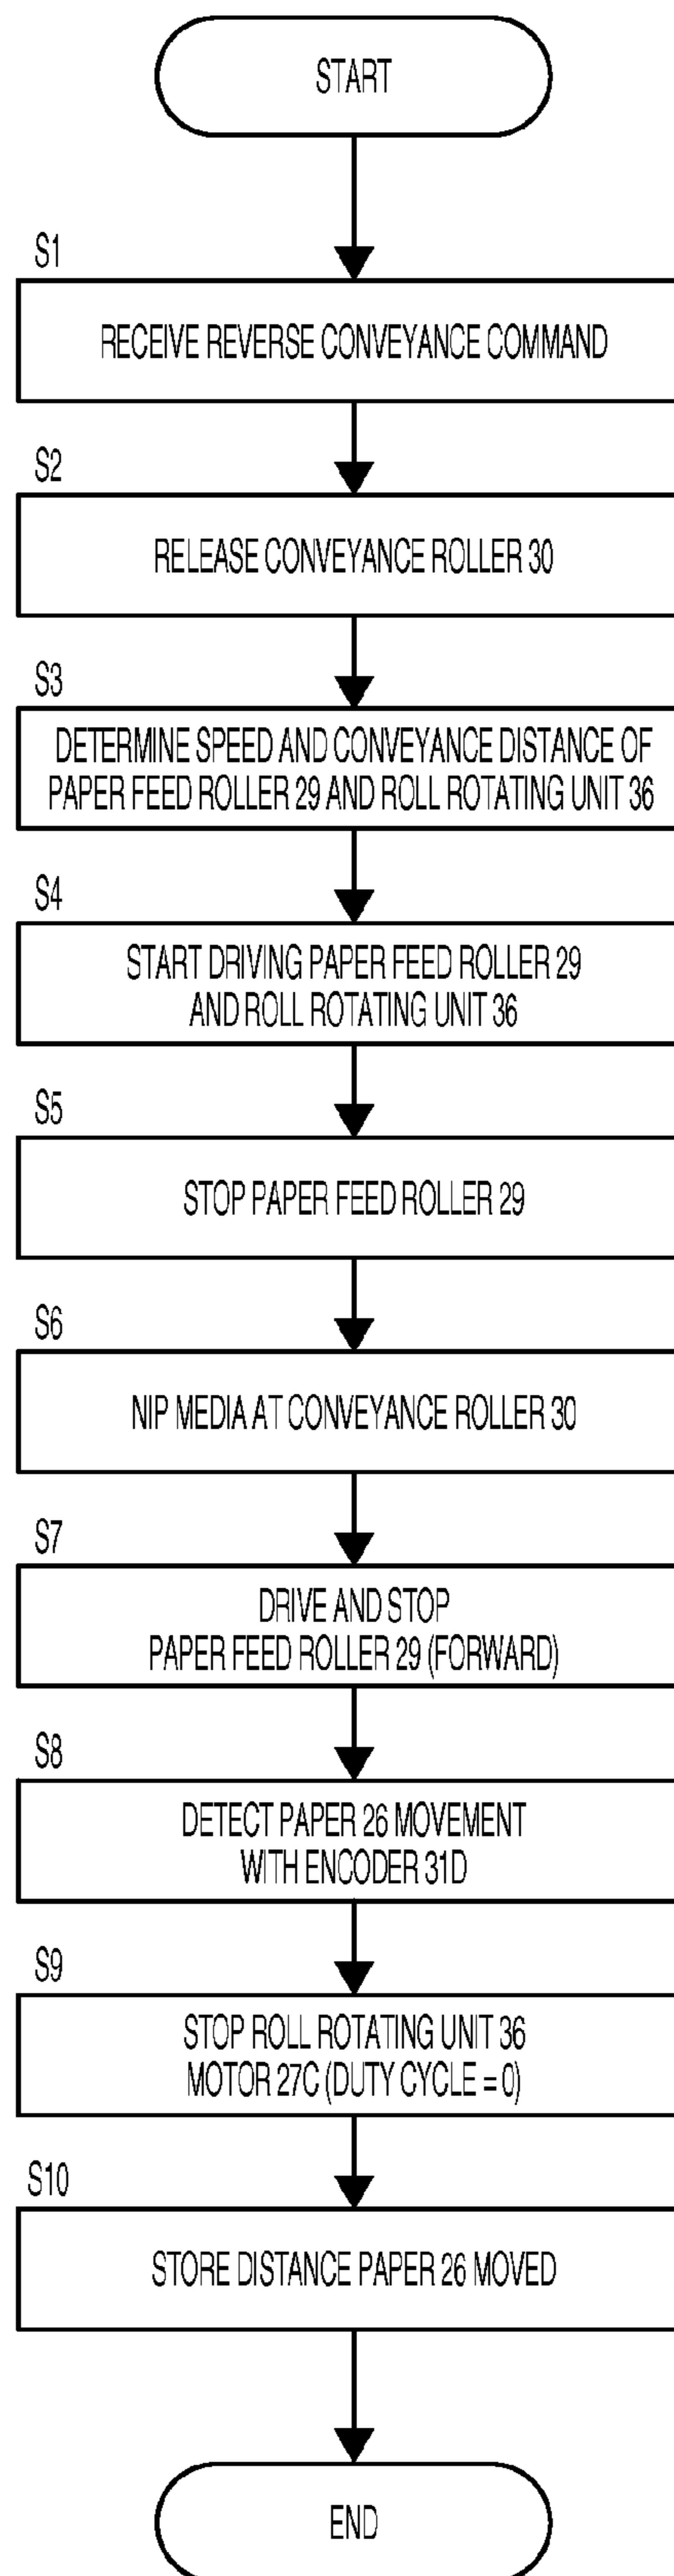 START
S1
RECEIVE REVERSE CONVEYANCE COMMAND
S2
RELEASE CONVEYANCE ROLLER 30
S3
DETERMINE SPEED AND CONVEYANCE DISTANCE OF
PAPER FEED ROLLER 29 AND ROLL ROTATING UNIT 36
S4
START DRIVING PAPER FEED ROLLER 29
AND ROLL ROTATING UNIT 36
S5
STOP PAPER FEED ROLLER 29
S6
NIP MEDIA AT CONVEYANCE ROLLER 30
S7
DRIVE AND STOP
PAPER FEED ROLLER 29 (FORWARD)
S8
DETECT PAPER 26 MOVEMENT
WITH ENCODER 31D
S9
STOP ROLL ROTATING UNIT 36
MOTOR 27C (DUTY CYCLE = 0)
S10
STORE DISTANCE PAPER 26 MOVED
END